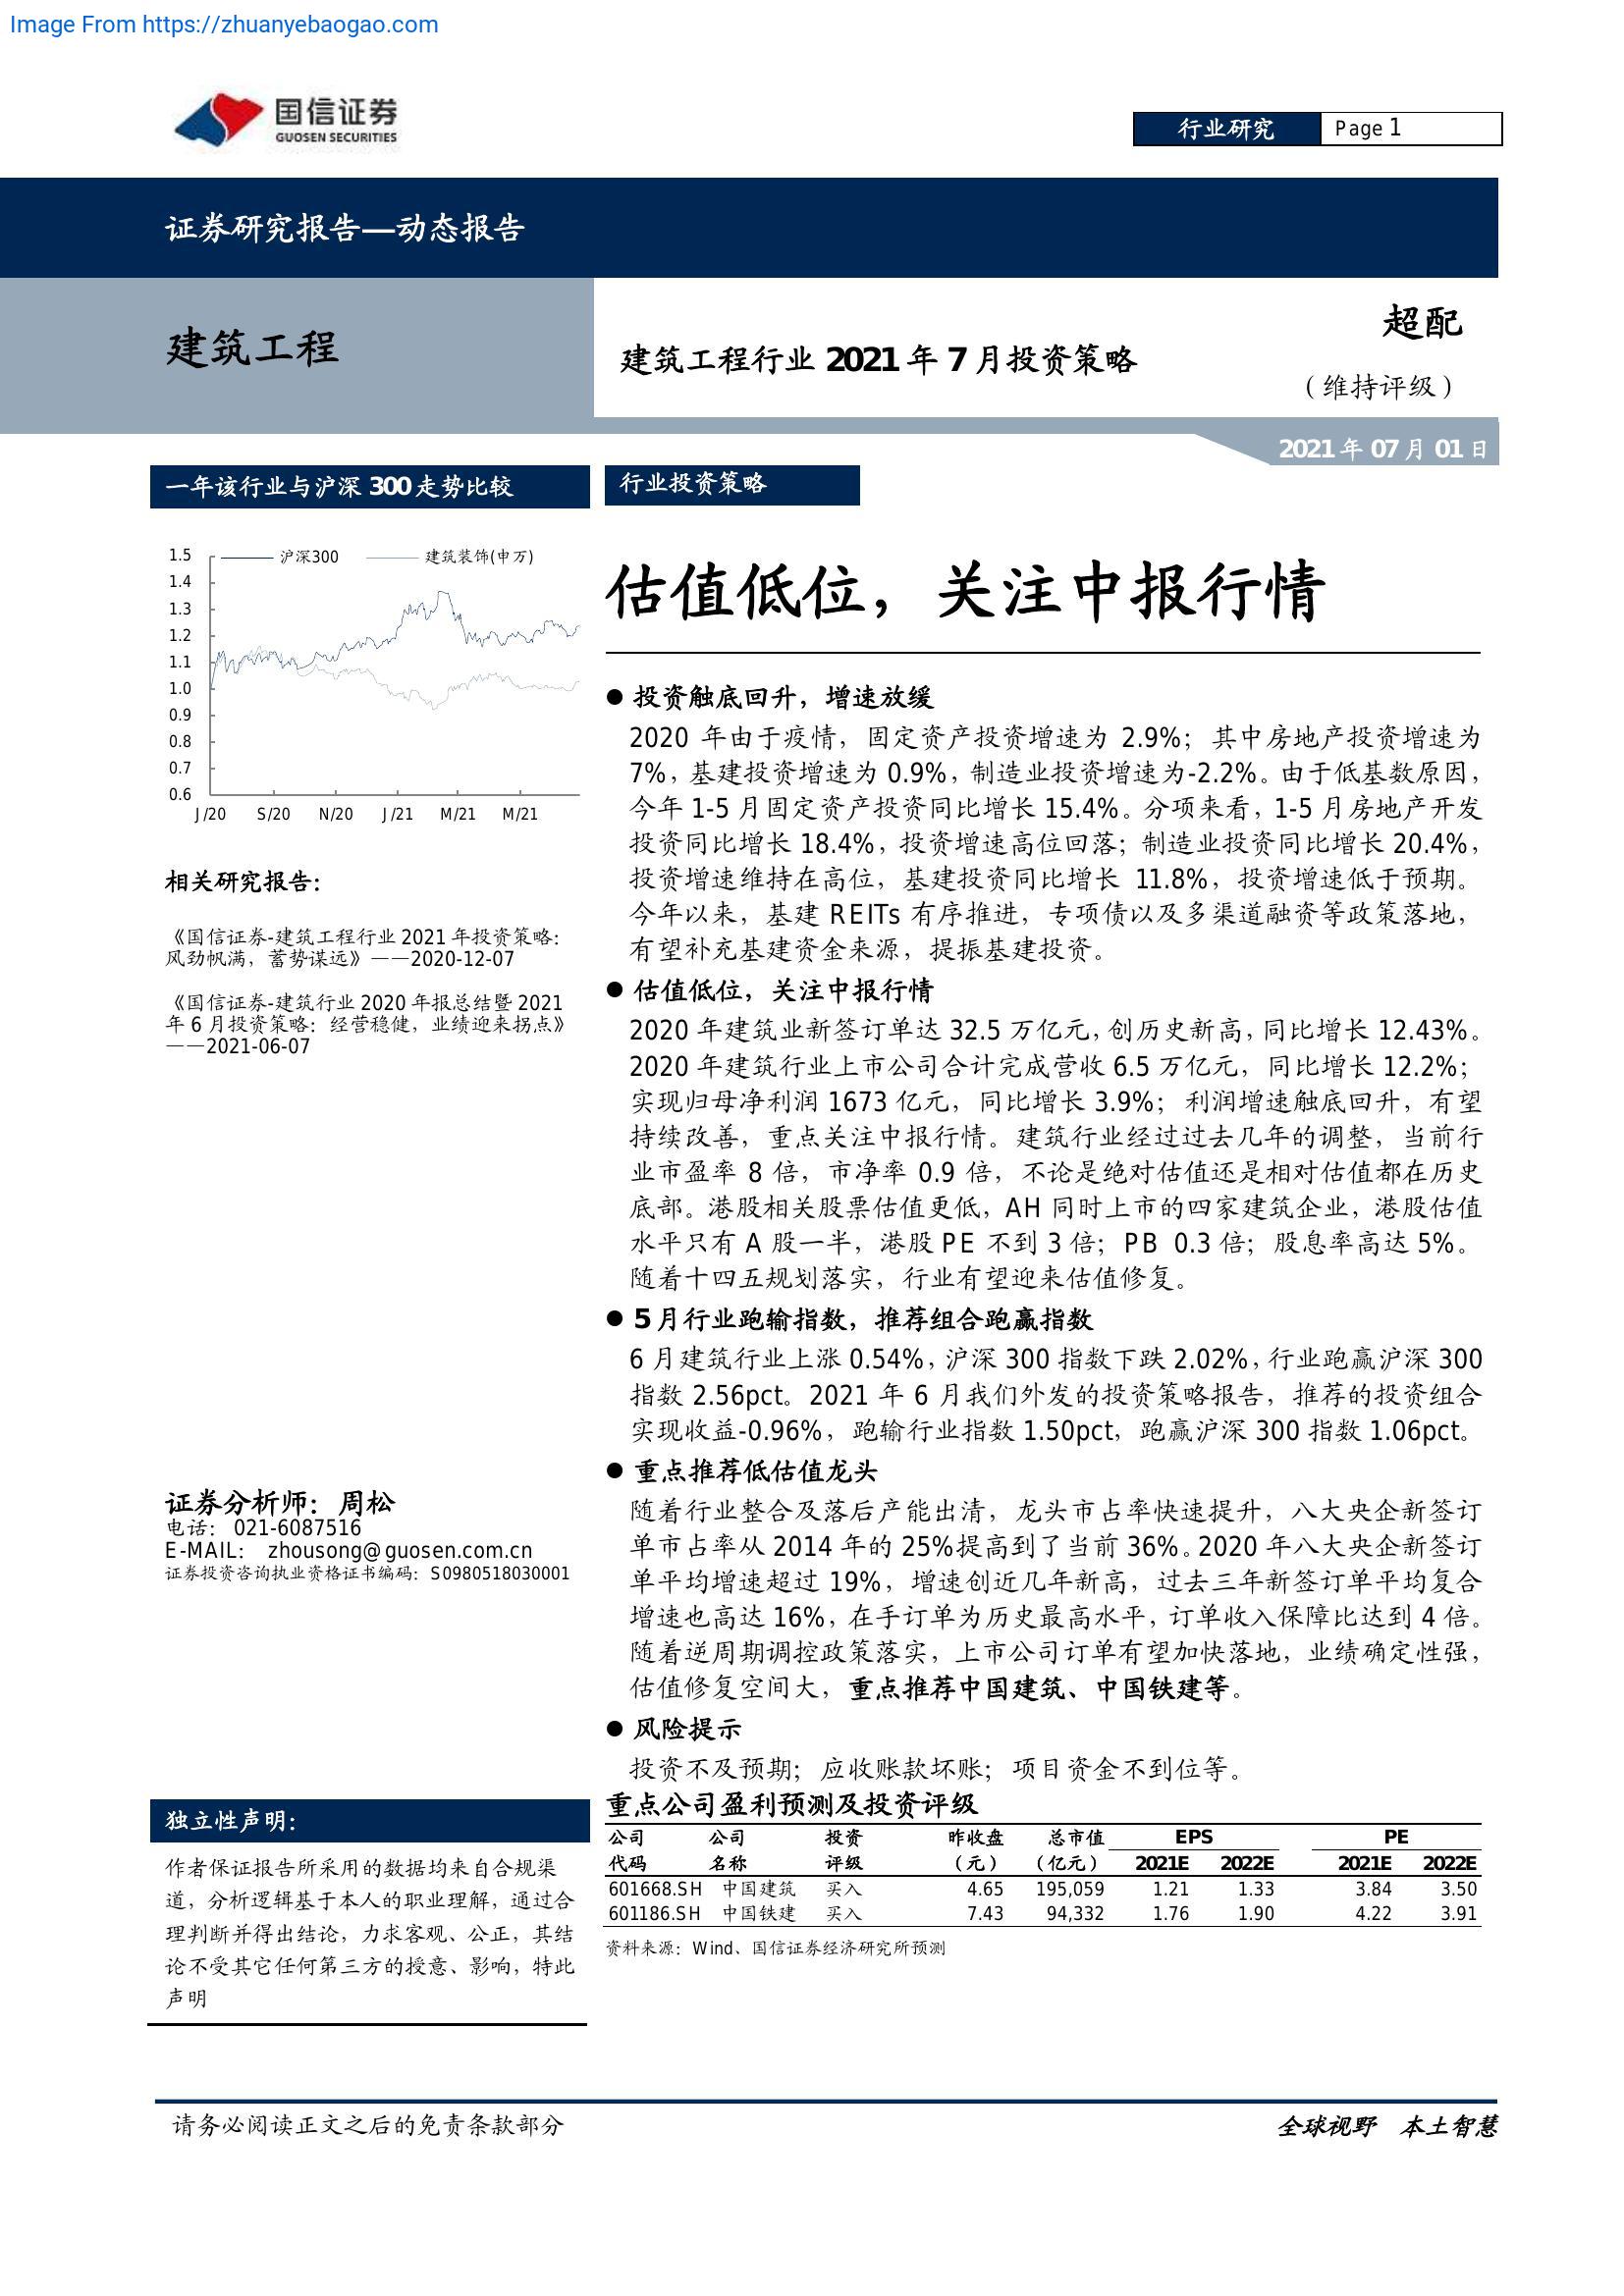 Image From https://zhuanyebaogao.com
国信证券
GUOSEN SECURITIES
行业研究
Page 1
证券研究报告—动态报告
建筑工程
建筑工程行业 2021 年 7 月投资策略
超配
（维持评级）
2021 年 07 月 01 日
一年该行业与沪深 300 走势比较
沪深300
建筑装饰(申万)
1.5
1.4
1.3
1.2
1.1
1.0
0.9
0.8
0.7
0.6
J/20 S/20 N/20 J/21 M/21 M/21
相关研究报告：
《国信证券-建筑工程行业 2021 年投资策略：
风劲帆满，蓄势谋远》——2020-12-07
《国信证券-建筑行业 2020 年报总结暨 2021
年 6 月投资策略：经营稳健，业绩迎来拐点》
——2021-06-07
证券分析师：周松
电话： 021-6087516
E-MAIL： zhousong@guosen.com.cn
证券投资咨询执业资格证书编码：S0980518030001
独立性声明：
作者保证报告所采用的数据均来自合规渠
道，分析逻辑基于本人的职业理解，通过合
理判断并得出结论，力求客观、公正，其结
论不受其它任何第三方的授意、影响，特此
声明
行业投资策略
估值低位，关注中报行情
● 投资触底回升，增速放缓
2020 年由于疫情，固定资产投资增速为 2.9%；其中房地产投资增速为
7%，基建投资增速为 0.9%，制造业投资增速为-2.2%。由于低基数原因，
今年 1-5 月固定资产投资同比增长 15.4%。分项来看，1-5 月房地产开发
投资同比增长 18.4%，投资增速高位回落；制造业投资同比增长 20.4%，
投资增速维持在高位，基建投资同比增长 11.8%，投资增速低于预期。
今年以来，基建 REITs 有序推进，专项债以及多渠道融资等政策落地，
有望补充基建资金来源，提振基建投资。
● 估值低位，关注中报行情
2020 年建筑业新签订单达 32.5 万亿元，创历史新高，同比增长 12.43%。
2020 年建筑行业上市公司合计完成营收 6.5 万亿元，同比增长 12.2%；
实现归母净利润 1673 亿元，同比增长 3.9%；利润增速触底回升，有望
持续改善，重点关注中报行情。建筑行业经过过去几年的调整，当前行
业市盈率 8 倍，市净率 0.9 倍，不论是绝对估值还是相对估值都在历史
底部。港股相关股票估值更低，AH 同时上市的四家建筑企业，港股估值
水平只有 A 股一半，港股 PE 不到 3 倍；PB 0.3 倍；股息率高达 5%。
随着十四五规划落实，行业有望迎来估值修复。
● 5 月行业跑输指数，推荐组合跑赢指数
6 月建筑行业上涨 0.54%，沪深 300 指数下跌 2.02%，行业跑赢沪深 300
指数 2.56pct。2021 年 6 月我们外发的投资策略报告，推荐的投资组合
实现收益-0.96%，跑输行业指数 1.50pct，跑赢沪深 300 指数 1.06pct。
● 重点推荐低估值龙头
随着行业整合及落后产能出清，龙头市占率快速提升，八大央企新签订
单市占率从 2014 年的 25%提高到了当前 36%。2020 年八大央企新签订
单平均增速超过 19%，增速创近几年新高，过去三年新签订单平均复合
增速也高达 16%，在手订单为历史最高水平，订单收入保障比达到 4 倍。
随着逆周期调控政策落实，上市公司订单有望加快落地，业绩确定性强，
估值修复空间大，重点推荐中国建筑、中国铁建等。
● 风险提示
投资不及预期；应收账款坏账；项目资金不到位等。
重点公司盈利预测及投资评级
公司 公司 投资 昨收盘 总市值 EPS PE
代码 名称 评级 （元） （亿元） 2021E 2022E 2021E 2022E
601668.SH 中国建筑 买入 4.65 195,059 1.21 1.33 3.84 3.50
601186.SH 中国铁建 买入 7.43 94,332 1.76 1.90 4.22 3.91
资料来源：Wind、国信证券经济研究所预测
请务必阅读正文之后的免责条款部分
全球视野 本土智慧